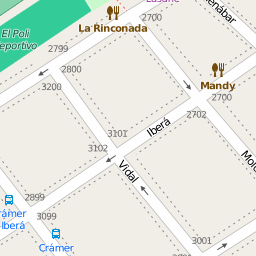 El Poli
deportivo
La Rinconada
2700
2799
2800
3200
Mandy
2700
2702
Iberá
3101
3102
Vidal
2899
3099
Crámer
Iberá
Crámer
3001